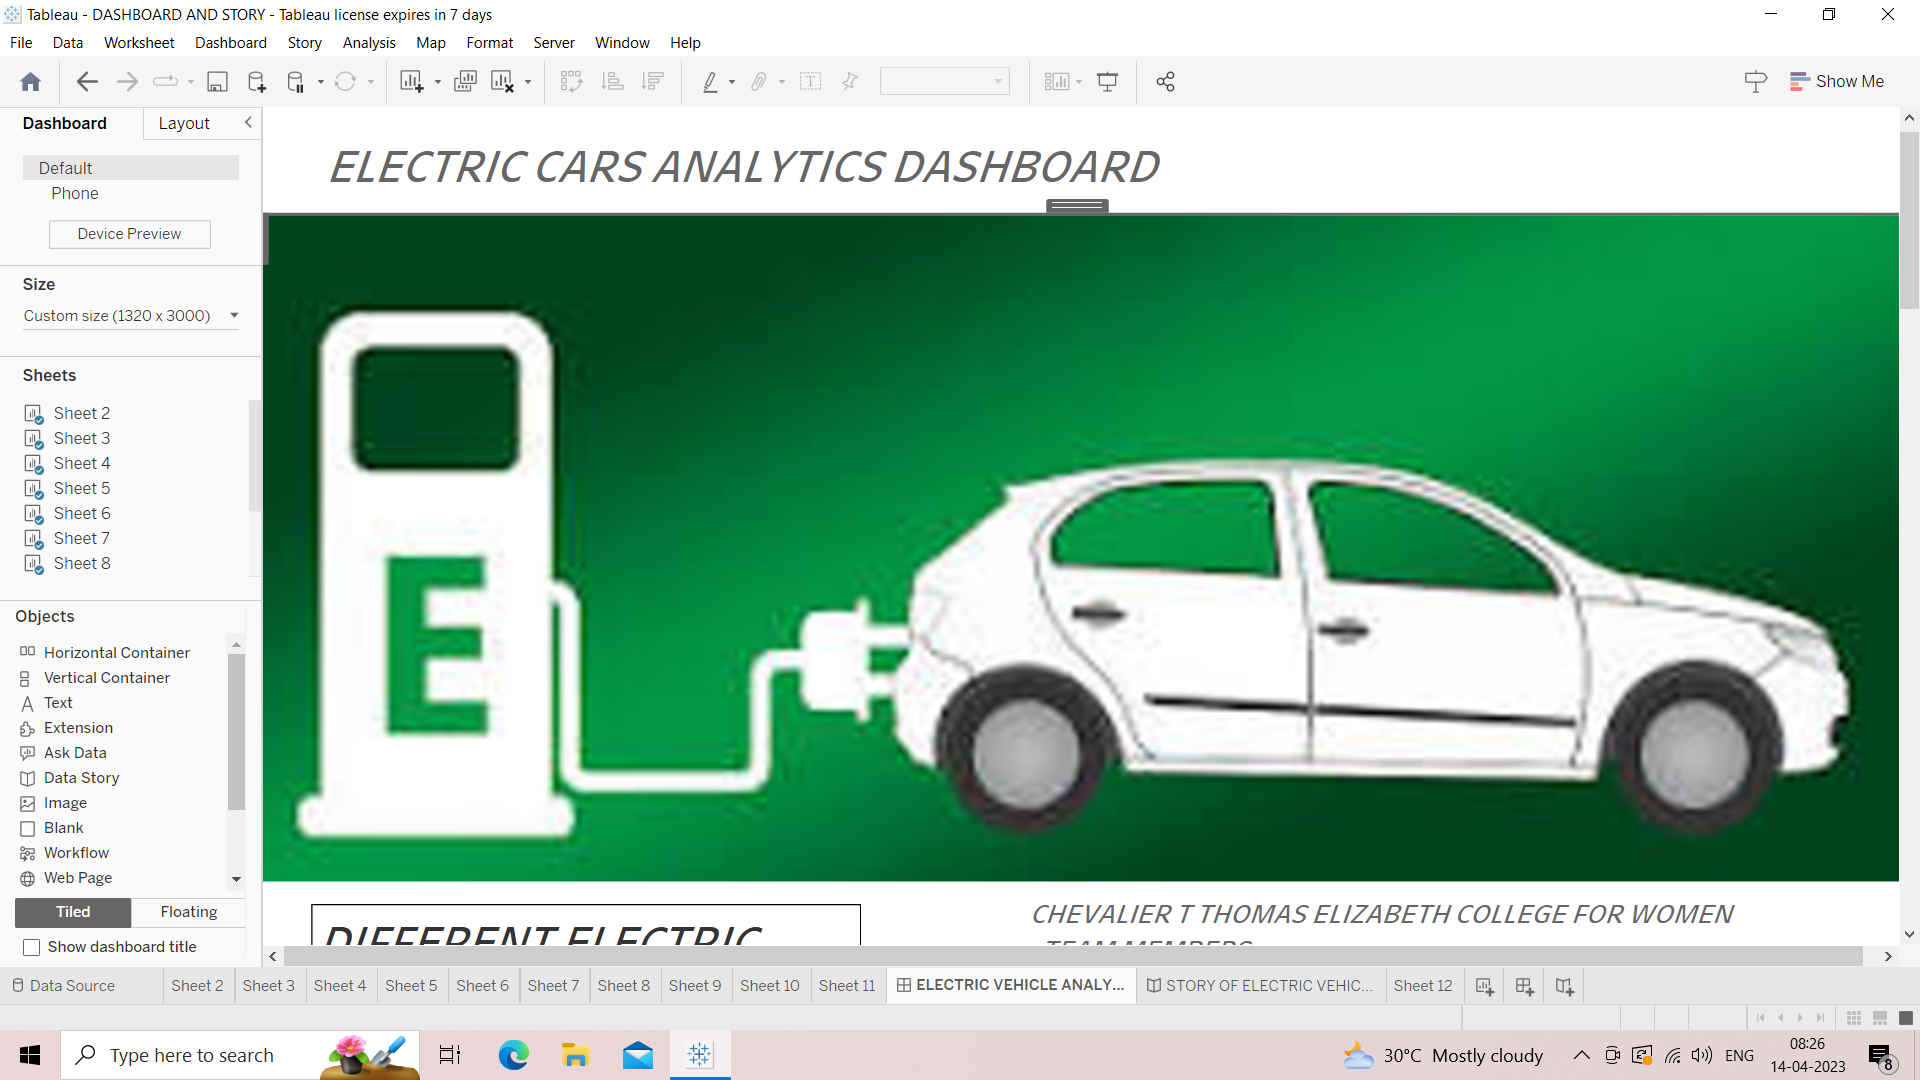 Tableau - DASHBOARD AND STORY - Tableau license expires in 7 days
File Data Worksheet Dashboard Story Analysis Map Format Server Window Help
Show Me
Dashboard Layout
Default
Phone
Device Preview
Size
Custom size (1320 x 3000)
Sheets
Sheet 2
Sheet 3
Sheet 4
Sheet 5
Sheet 6
Sheet 7
Sheet 8
Objects
Horizontal Container
Vertical Container
Text
Extension
Ask Data
Data Story
Image
Blank
Workflow
Web Page
Tiled Floating
Show dashboard title
ELECTRIC CARS ANALYTICS DASHBOARD
E
DIFFERENT ELECTRIC
CHEVALIER T THOMAS ELIZABETH COLLEGE FOR WOMEN
TEAM MEMBERS
Data Source Sheet 2 Sheet 3 Sheet 4 Sheet 5 Sheet 6 Sheet 7 Sheet 8 Sheet 9 Sheet 10 Sheet 11 ELECTRIC VEHICLE ANALY... STORY OF ELECTRIC VEHIC... Sheet 12
Type here to search
30°C Mostly cloudy
ENG
08:26
14-04-2023
8